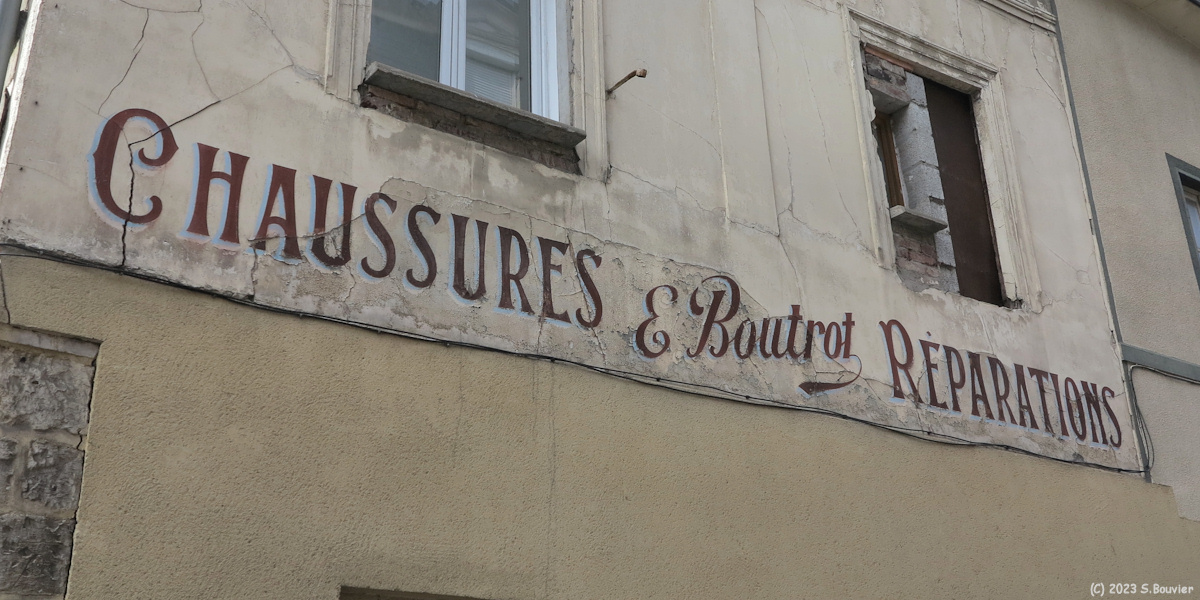 CHAUSSURES E. Boutrot RÉPARATIONS
(C) 2023 S.Bouvier